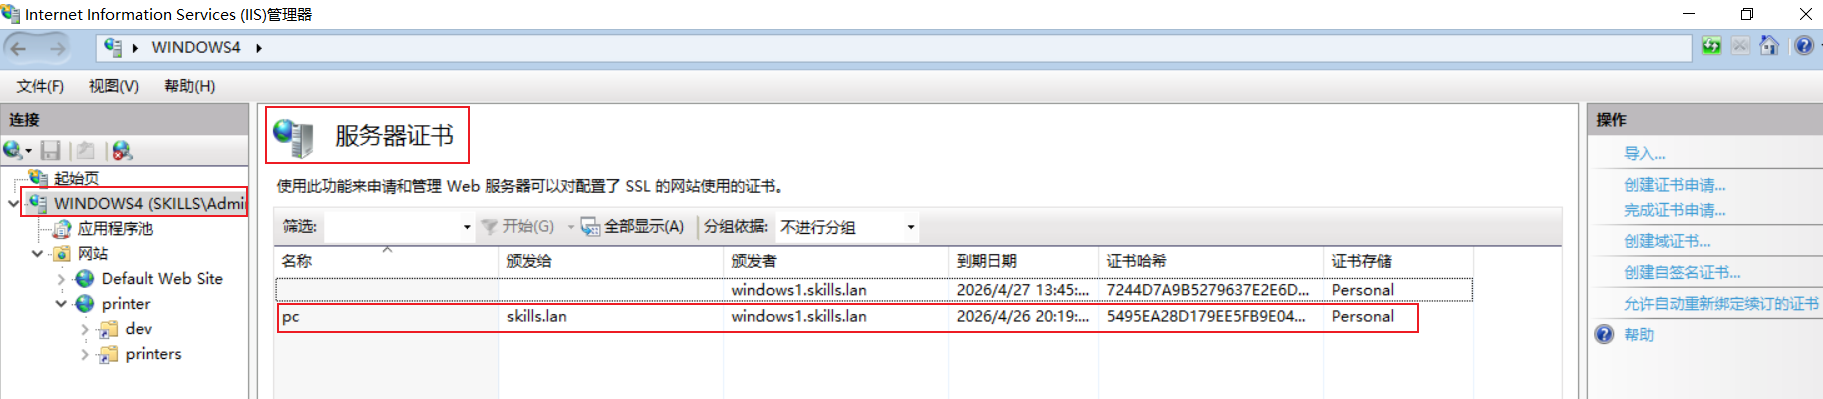 Internet Information Services (IIS)管理器
WINDOWS4
文件(F) 视图(V) 帮助(H)
连接
起始页
WINDOWS4 (SKILLS\Admi
应用程序池
网站
Default Web Site
printer
dev
printers
服务器证书
使用此功能来申请和管理 Web 服务器可以对配置了 SSL 的网站使用的证书。
筛选: 开始(G) 全部显示(A) 分组依据: 不进行分组
名称 颁发给 颁发者 到期日期 证书哈希 证书存储
windows1.skills.lan 2026/4/27 13:45:... 7244D7A9B5279637E2E6D... Personal
pc skills.lan windows1.skills.lan 2026/4/26 20:19:... 5495EA28D179EE5FB9E04... Personal
操作
导入...
创建证书申请...
完成证书申请...
创建域证书...
创建自签名证书...
允许自动重新绑定续订的证书
帮助